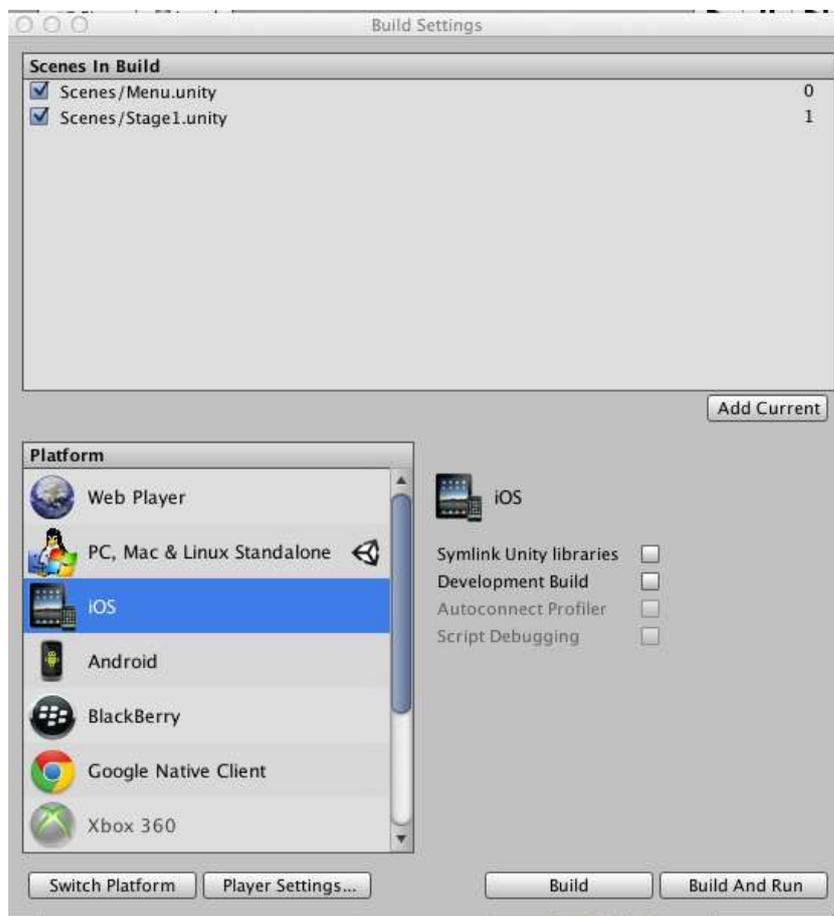 Build Settings
Scenes In Build
Scenes/Menu.unity 0
Scenes/Stage1.unity 1
Add Current
Platform
Web Player
PC, Mac & Linux Standalone
iOS
Android
BlackBerry
Google Native Client
Xbox 360
iOS
Symlink Unity libraries
Development Build
Autoconnect Profiler
Script Debugging
Switch Platform
Player Settings...
Build
Build And Run